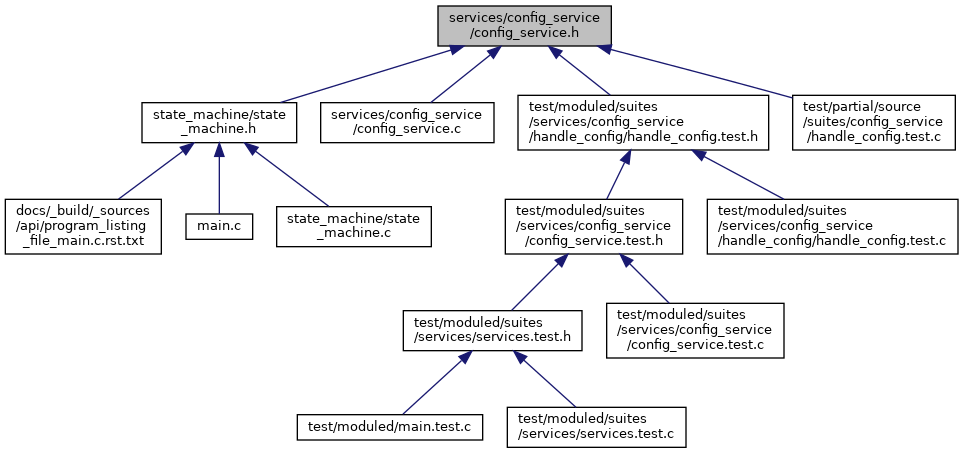 services/config_service
/config_service.h
state_machine/state
_machine.h
services/config_service
/config_service.c
test/moduled/suites
/services/config_service
/handle_config/handle_config.test.h
test/partial/source
/suites/config_service
/handle_config.test.c
docs/_build/_sources
/api/program_listing
_file_main.c.rst.txt
main.c
state_machine/state
_machine.c
test/moduled/suites
/services/config_service
/config_service.test.h
test/moduled/suites
/services/config_service
/handle_config/handle_config.test.c
test/moduled/suites
/services/services.test.h
test/moduled/suites
/services/config_service
/config_service.test.c
test/moduled/main.test.c
test/moduled/suites
/services/services.test.c